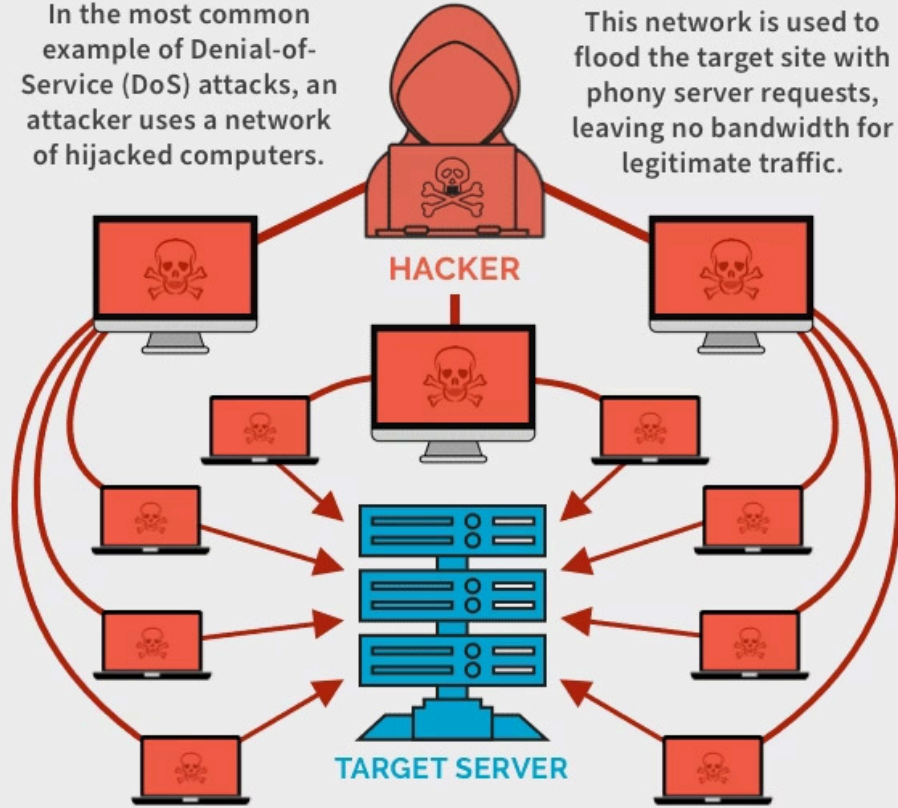 In the most common
example of Denial-of-
Service (DoS) attacks, an
attacker uses a network
of hijacked computers.
This network is used to
flood the target site with
phony server requests,
leaving no bandwidth for
legitimate traffic.
HACKER
TARGET SERVER